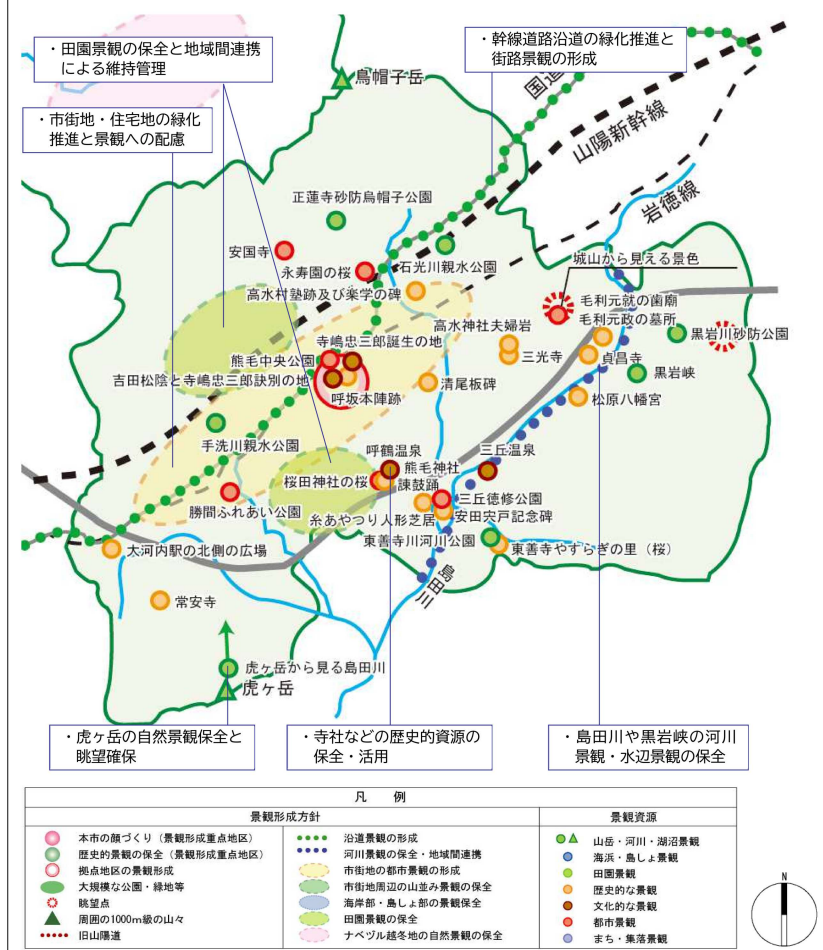 ・田園景観の保全と地域間連携
による維持管理
・幹線道路沿道の緑化推進と
街路景観の形成
・市街地・住宅地の緑化
推進と景観への配慮
烏帽子岳
国道
山陽新幹線
岩徳線
正蓮寺砂防烏帽子公園
安国寺
永寿園の桜
石光川親水公園
城山から見える景色
高水村塾跡及び楽学の碑
毛利元就の歯廟
毛利元政の墓所
高水神社夫婦岩
黒岩川砂防公園
寺嶋忠三郎誕生の地
熊毛中央公園
三光寺
貞昌寺
黒岩峡
吉田松陰と寺嶋忠三郎訣別の地
呼坂本陣跡
清尾板碑
松原八幡宮
手洗川親水公園
呼鶴温泉
三丘温泉
熊毛神社
桜田神社の桜
諫鼓踊
三丘徳修公園
勝間ふれあい公園
糸あやつり人形芝居
安田宍戸記念碑
東善寺川河川公園
大河内駅の北側の広場
東善寺やすらぎの里（桜）
島田川
常安寺
虎ヶ岳から見る島田川
虎ヶ岳
・虎ヶ岳の自然景観保全と
眺望確保
・寺社などの歴史的資源の
保全・活用
・島田川や黒岩峡の河川
景観・水辺景観の保全
凡 例
景観形成方針
景観資源
本市の顔づくり（景観形成重点地区）
歴史的景観の保全（景観形成重点地区）
拠点地区の景観形成
大規模な公園・緑地等
眺望点
周囲の1000m級の山々
旧山陽道
沿道景観の形成
河川景観の保全・地域間連携
市街地の都市景観の形成
市街地周辺の山並み景観の保全
海岸部・島しょ部の景観保全
田園景観の保全
ナベヅル越冬地の自然景観の保全
山岳・河川・湖沼景観
海浜・島しょ景観
田園景観
歴史的な景観
文化的な景観
都市景観
まち・集落景観
N